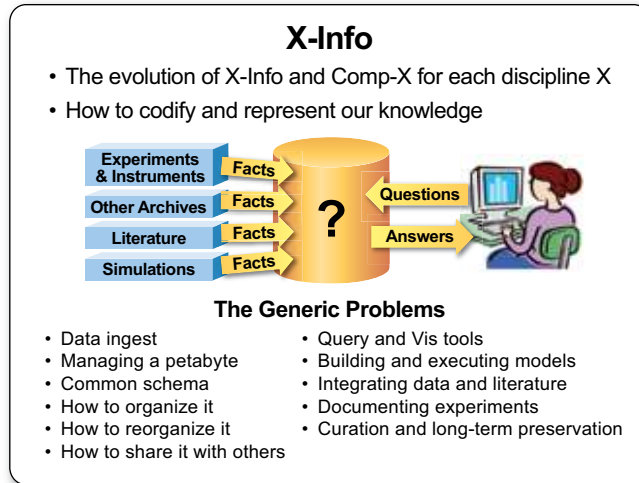 X-Info
• The evolution of X-Info and Comp-X for each discipline X
• How to codify and represent our knowledge
Experiments
& Instruments
Facts
Other Archives
Facts
Literature
Facts
Simulations
Facts
?
Questions
Answers
The Generic Problems
• Data ingest
• Managing a petabyte
• Common schema
• How to organize it
• How to reorganize it
• How to share it with others
• Query and Vis tools
• Building and executing models
• Integrating data and literature
• Documenting experiments
• Curation and long-term preservation